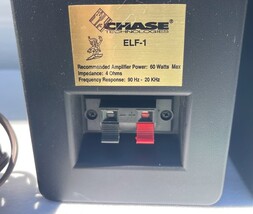 CHASE
TECHNOLOGIES
ELF-1
Recommended Amplifier Power: 60 Watts Max
Impedance: 4 Ohms
Frequency Response: 90 Hz - 20 KHz